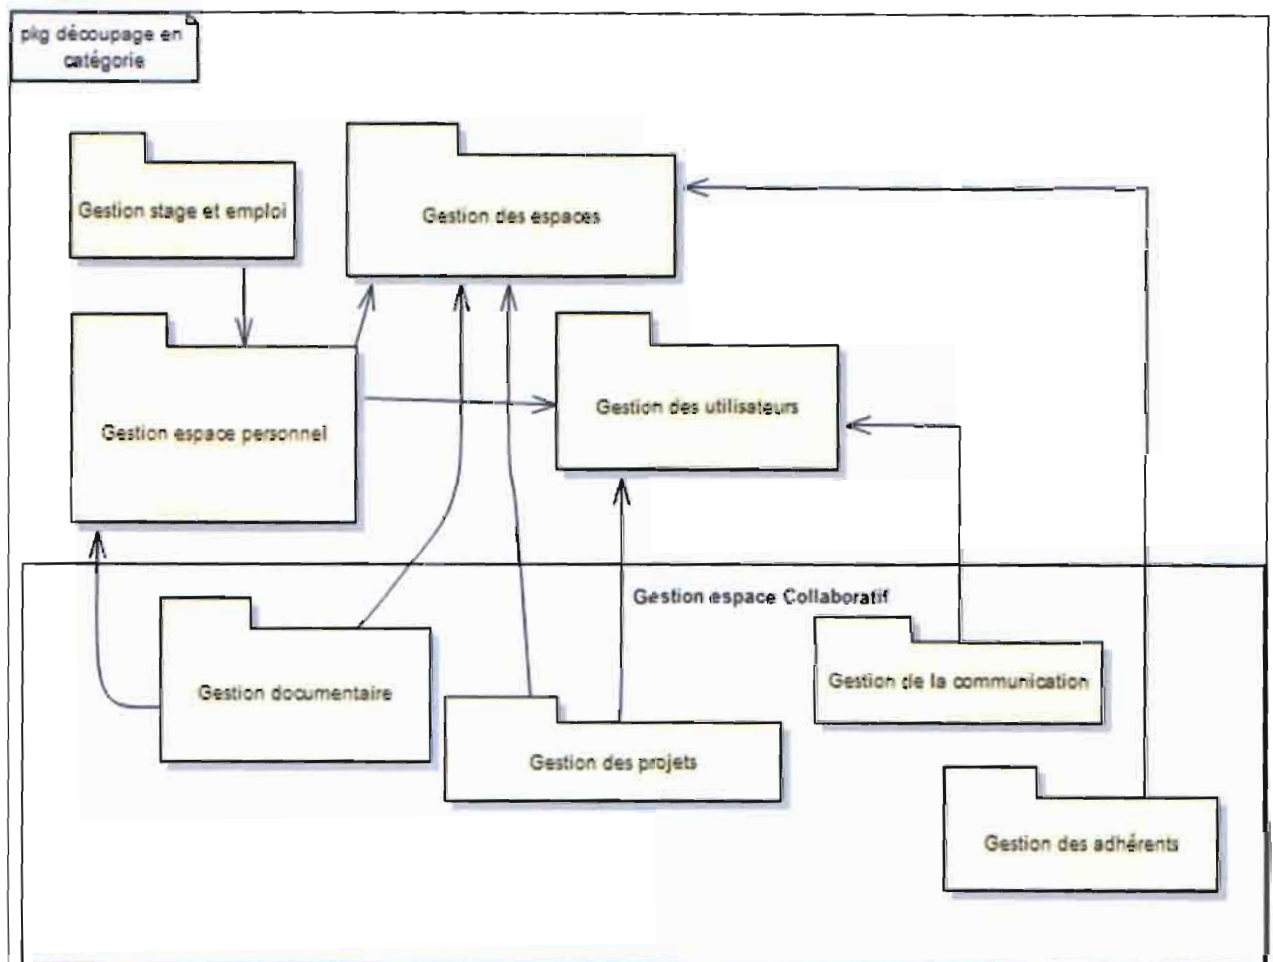 pkg découpage en
catégorie
Gestion stage et emploi
Gestion des espaces
Gestion des utilisateurs
Gestion espace personnel
Gestion espace Collaboratif
Gestion documentaire
Gestion de la communication
Gestion des projets
Gestion des adhérents